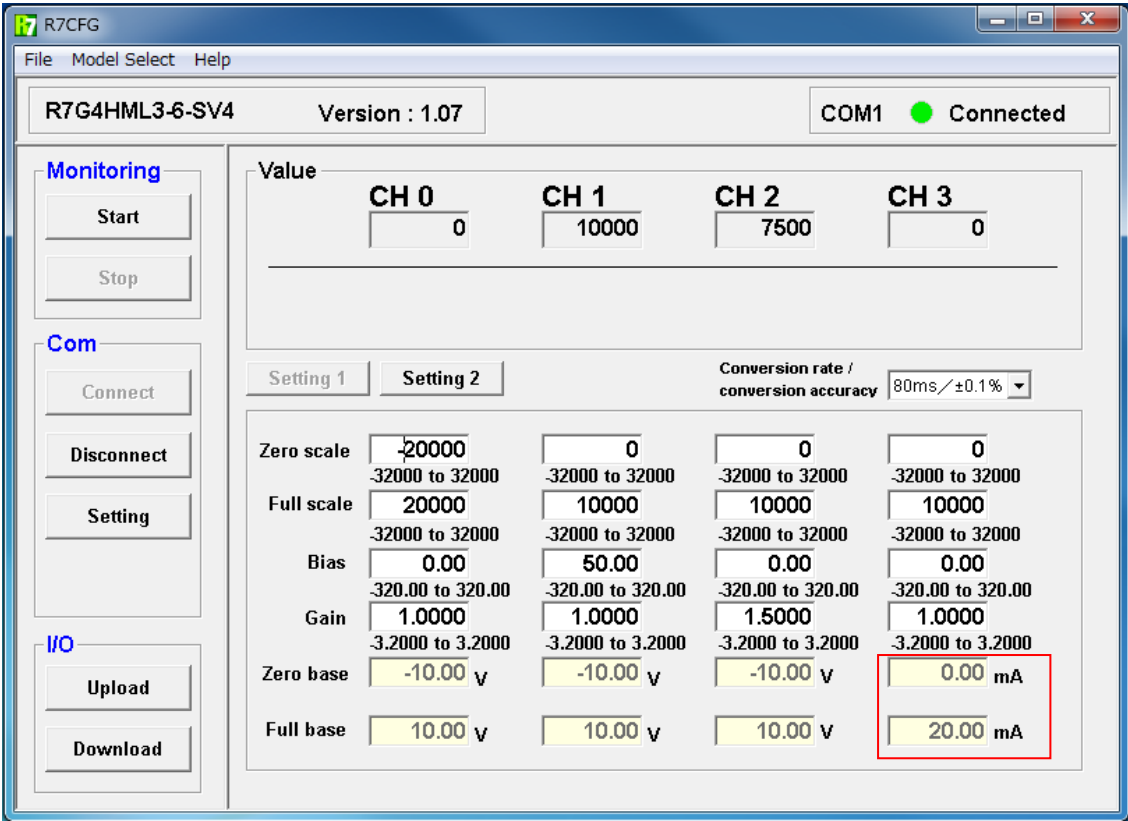 R7 R7CFG
File Model Select Help
R7G4HML3-6-SV4 Version : 1.07 COM1 Connected
Monitoring
Start
Stop
Com
Connect
Disconnect
Setting
I/O
Upload
Download
Value
CH 0 CH 1 CH 2 CH 3
0 10000 7500 0
Setting 1 Setting 2 Conversion rate /
conversion accuracy 80ms／±0.1%
Zero scale -20000 0 0 0
-32000 to 32000 -32000 to 32000 -32000 to 32000 -32000 to 32000
Full scale 20000 10000 10000 10000
-32000 to 32000 -32000 to 32000 -32000 to 32000 -32000 to 32000
Bias 0.00 50.00 0.00 0.00
-320.00 to 320.00 -320.00 to 320.00 -320.00 to 320.00 -320.00 to 320.00
Gain 1.0000 1.0000 1.5000 1.0000
-3.2000 to 3.2000 -3.2000 to 3.2000 -3.2000 to 3.2000 -3.2000 to 3.2000
Zero base -10.00 V -10.00 V -10.00 V 0.00 mA
Full base 10.00 V 10.00 V 10.00 V 20.00 mA